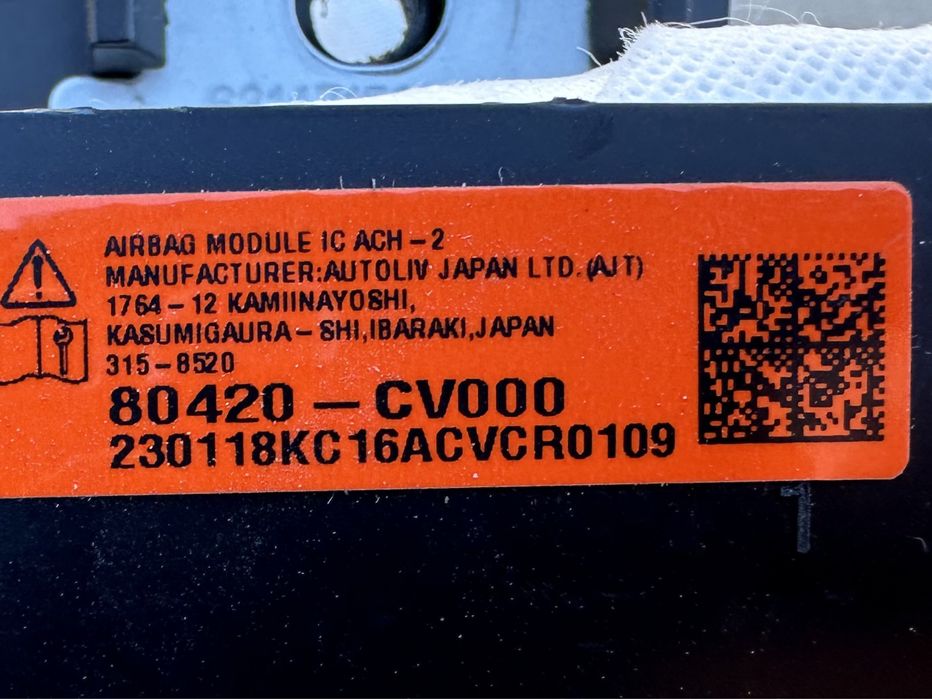 AIRBAG MODULE IC ACH-2
MANUFACTURER:AUTOLIV JAPAN LTD.(AJT)
1764-12 KAMIINAYOSHI,
KASUMIGAURA-SHI,IBARAKI,JAPAN
315-8520
80420-CV000
230118KC16ACVCR0109